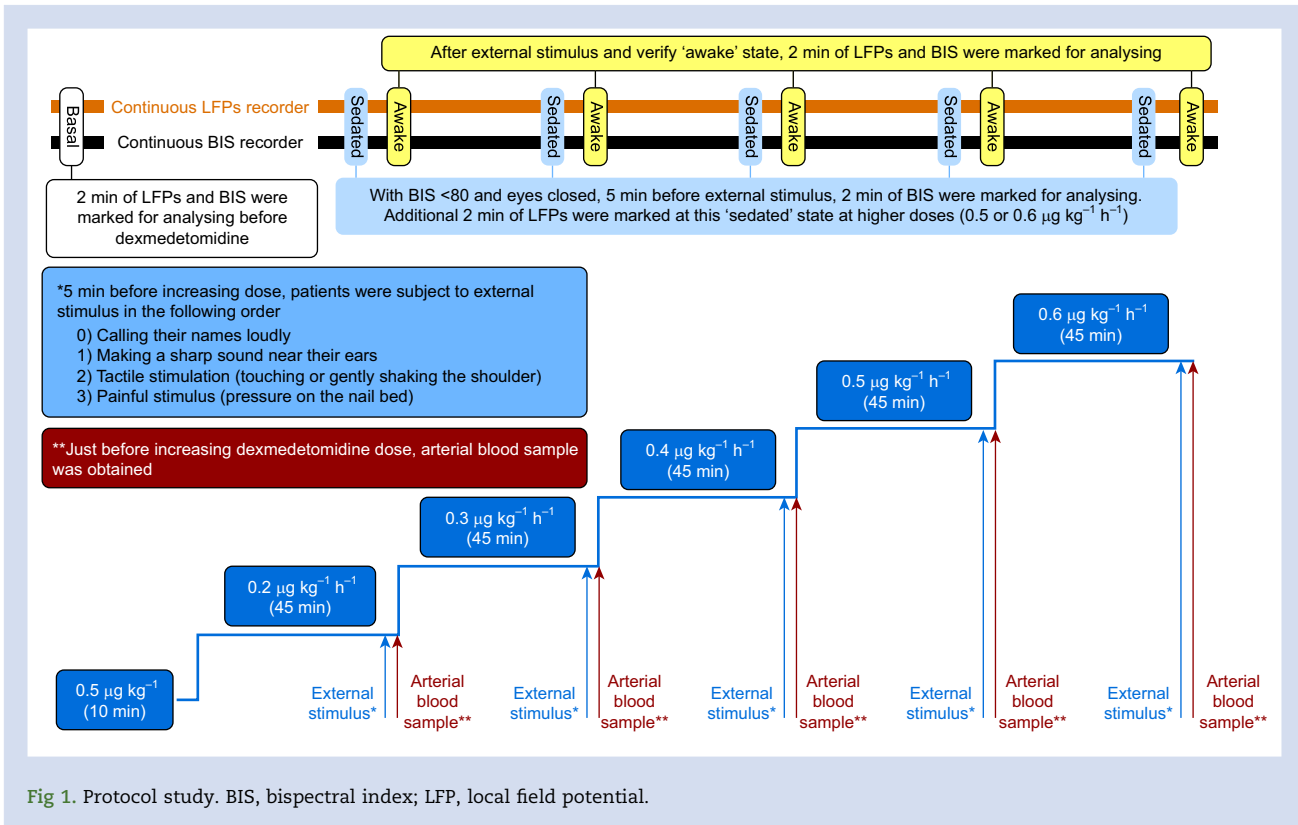 After external stimulus and verify ‘awake’ state, 2 min of LFPs and BIS were marked for analysing
Basal
Continuous LFPs recorder
Continuous BIS recorder
Sedated
Awake
Sedated
Awake
Sedated
Awake
Sedated
Awake
Sedated
Awake
2 min of LFPs and BIS were
marked for analysing before
dexmedetomidine
With BIS <80 and eyes closed, 5 min before external stimulus, 2 min of BIS were marked for analysing.
Additional 2 min of LFPs were marked at this ‘sedated’ state at higher doses (0.5 or 0.6 μg kg⁻¹ h⁻¹)
*5 min before increasing dose, patients were subject to external
stimulus in the following order
0) Calling their names loudly
1) Making a sharp sound near their ears
2) Tactile stimulation (touching or gently shaking the shoulder)
3) Painful stimulus (pressure on the nail bed)
**Just before increasing dexmedetomidine dose, arterial blood sample
was obtained
0.6 μg kg⁻¹ h⁻¹
(45 min)
0.5 μg kg⁻¹ h⁻¹
(45 min)
0.4 μg kg⁻¹ h⁻¹
(45 min)
0.3 μg kg⁻¹ h⁻¹
(45 min)
0.2 μg kg⁻¹ h⁻¹
(45 min)
0.5 μg kg⁻¹
(10 min)
External
stimulus*
Arterial
blood
sample**
External
stimulus*
Arterial
blood
sample**
External
stimulus*
Arterial
blood
sample**
External
stimulus*
Arterial
blood
sample**
External
stimulus*
Arterial
blood
sample**
Fig 1. Protocol study. BIS, bispectral index; LFP, local field potential.